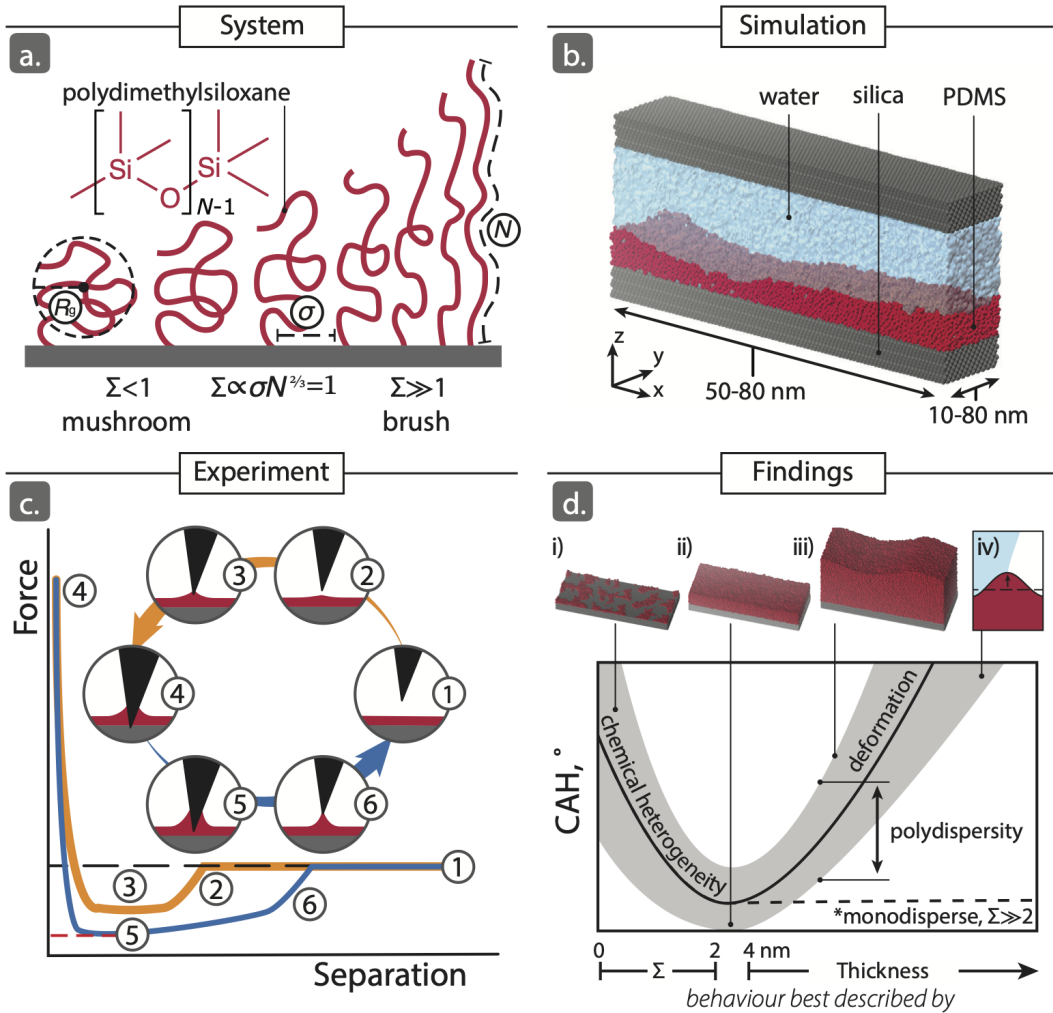 System
a.
polydimethylsiloxane
Si
Si
O
N-1
N
Rg
σ
Σ<1
Σ∝σN²ᐟ³=1
Σ≫1
mushroom
brush
Simulation
b.
water
silica
PDMS
z
y
x
50-80 nm
10-80 nm
Experiment
c.
Force
4
3
2
4
1
5
6
3
2
1
6
5
Separation
Findings
d.
i)
ii)
iii)
iv)
CAH, °
chemical heterogeneity
deformation
polydispersity
*monodisperse, Σ≫2
0
2
4 nm
Σ
Thickness
behaviour best described by